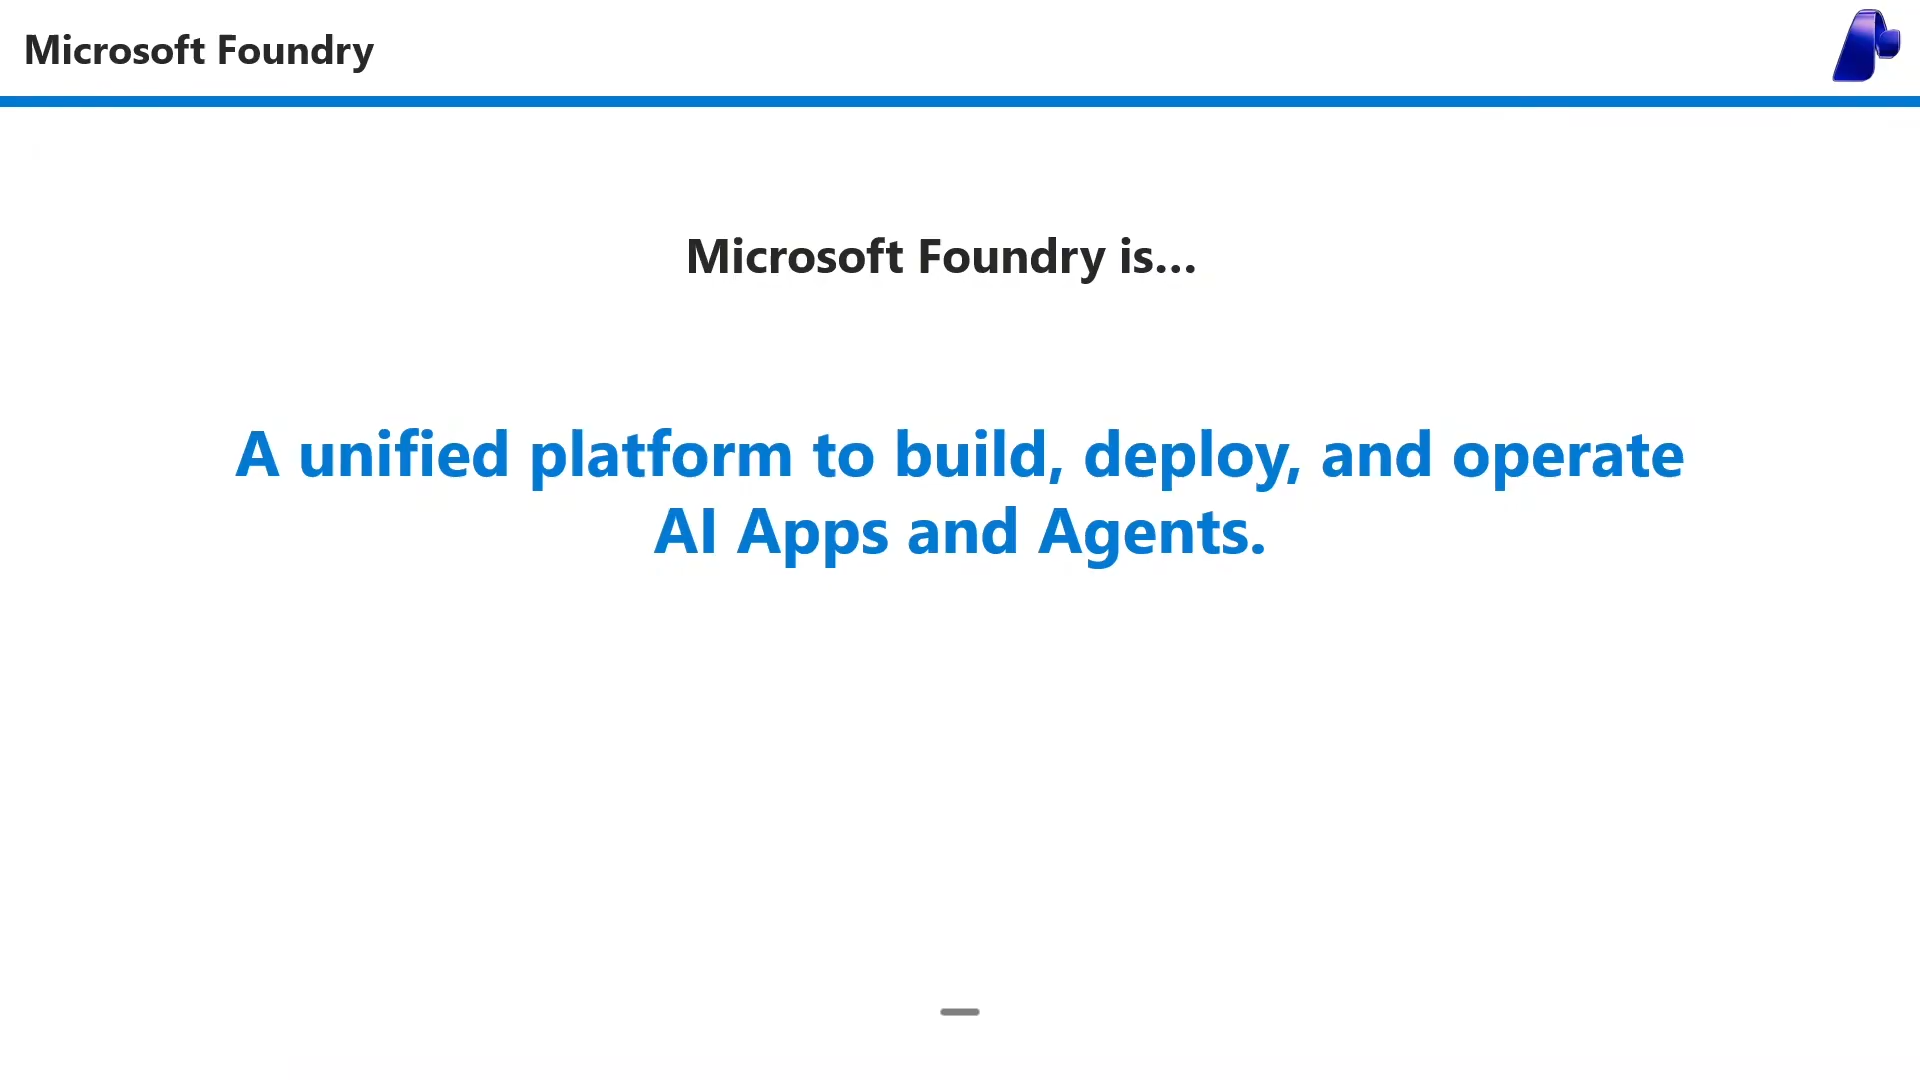 Microsoft Foundry
Microsoft Foundry is...
A unified platform to build, deploy, and operate
AI Apps and Agents.